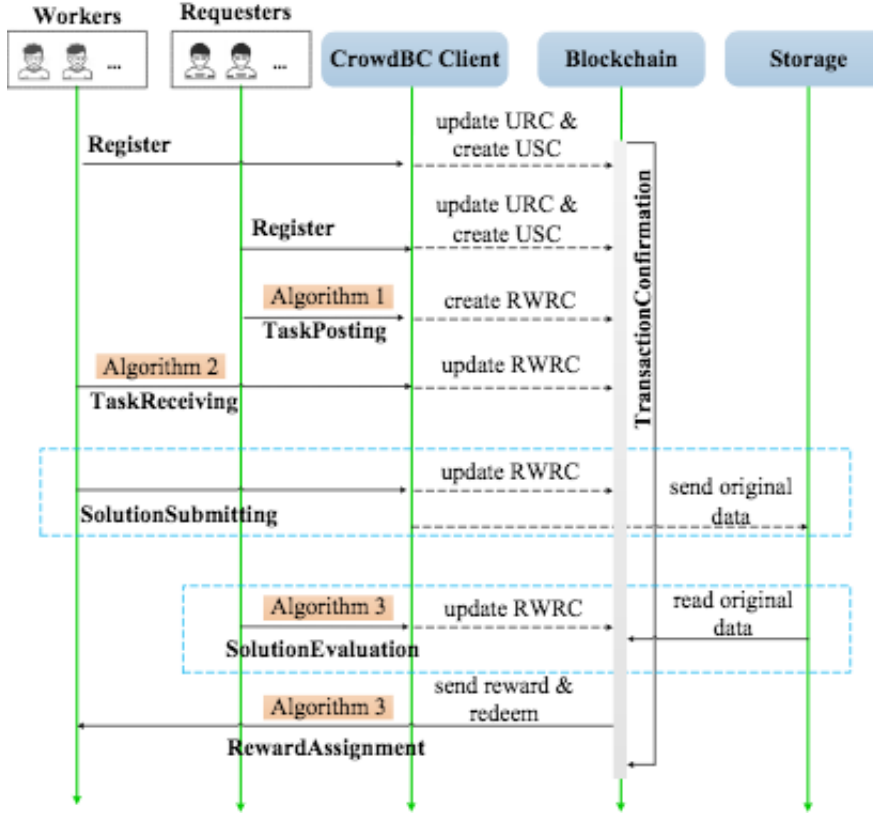 Workers
Requesters
...
...
CrowdBC Client
Blockchain
Storage
Register
update URC &
create USC
Register
update URC &
create USC
TransactionConfirmation
Algorithm 1
TaskPosting
create RWRC
Algorithm 2
TaskReceiving
update RWRC
SolutionSubmitting
update RWRC
send original
data
Algorithm 3
SolutionEvaluation
update RWRC
read original
data
Algorithm 3
RewardAssignment
send reward &
redeem